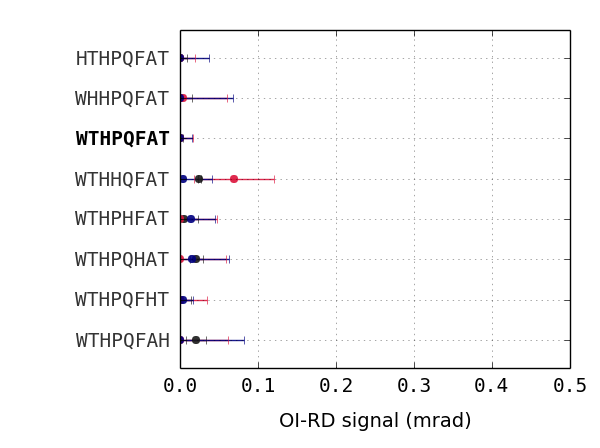 HTHPQFAT
WHHPQFAT
WTHPQFAT
WTHHQFAT
WTHPHFAT
WTHPQHAT
WTHPQFHT
WTHPQFAH
0.0 0.1 0.2 0.3 0.4 0.5
OI-RD signal (mrad)